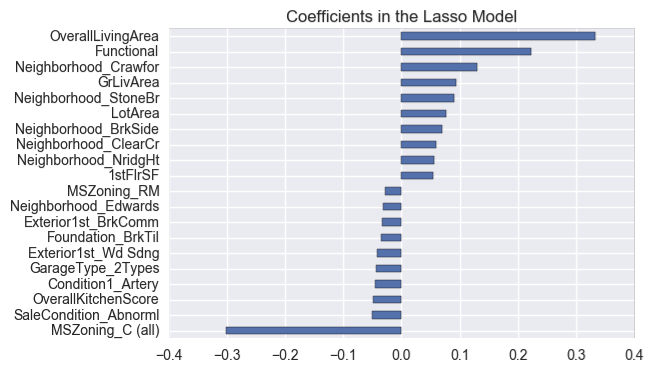 Coefficients in the Lasso Model
OverallLivingArea
Functional
Neighborhood_Crawfor
GrLivArea
Neighborhood_StoneBr
LotArea
Neighborhood_BrkSide
Neighborhood_ClearCr
Neighborhood_NridgHt
1stFlrSF
MSZoning_RM
Neighborhood_Edwards
Exterior1st_BrkComm
Foundation_BrkTil
Exterior1st_Wd Sdng
GarageType_2Types
Condition1_Artery
OverallKitchenScore
SaleCondition_Abnorml
MSZoning_C (all)
−0.4 −0.3 −0.2 −0.1 0.0 0.1 0.2 0.3 0.4